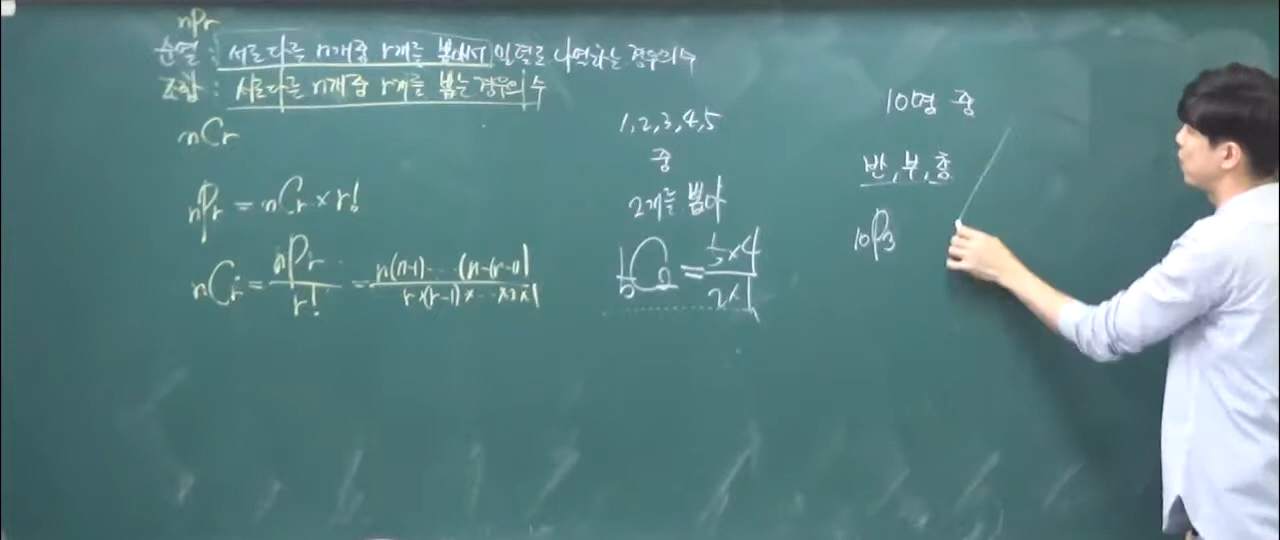 nPr
순열 : 서로 다른 n개중 r개를 뽑아서 일렬로 나열하는 경우의 수
조합 : 서로 다른 n개중 r개를 뽑는 경우의 수
nCr
nPr = nCr × r!
nCr = nPr / r! = n(n-1)…(n-(r-1)) / r×(r-1)×…×2×1
1,2,3,4,5
중
2개를 뽑아
5C2 = 5×4 / 2×1
10명 중
반,부,총
10P3